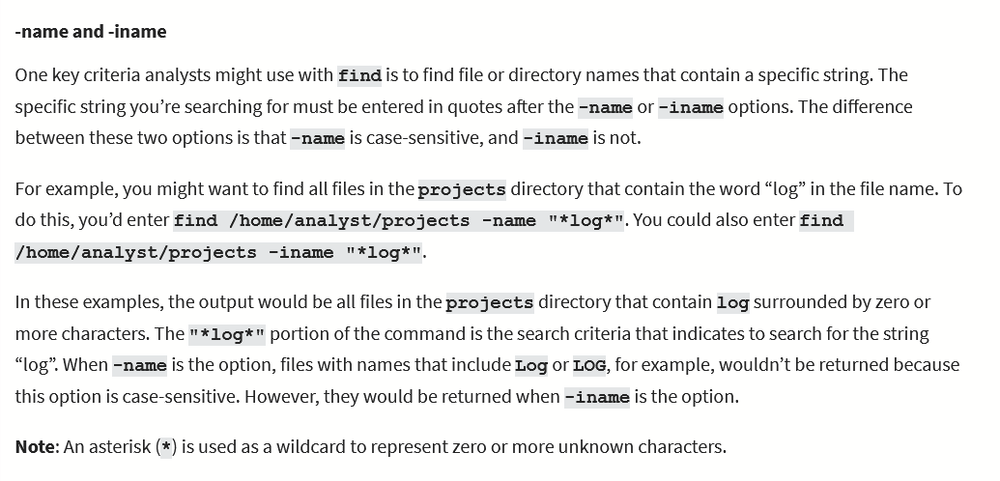 -name and -iname
One key criteria analysts might use with find is to find file or directory names that contain a specific string. The
specific string you’re searching for must be entered in quotes after the -name or -iname options. The difference
between these two options is that -name is case-sensitive, and -iname is not.
For example, you might want to find all files in the projects directory that contain the word “log” in the file name. To
do this, you’d enter find /home/analyst/projects -name "*log*". You could also enter find
/home/analyst/projects -iname "*log*".
In these examples, the output would be all files in the projects directory that contain log surrounded by zero or
more characters. The "*log*" portion of the command is the search criteria that indicates to search for the string
“log”. When -name is the option, files with names that include Log or LOG, for example, wouldn’t be returned because
this option is case-sensitive. However, they would be returned when -iname is the option.
Note: An asterisk (*) is used as a wildcard to represent zero or more unknown characters.